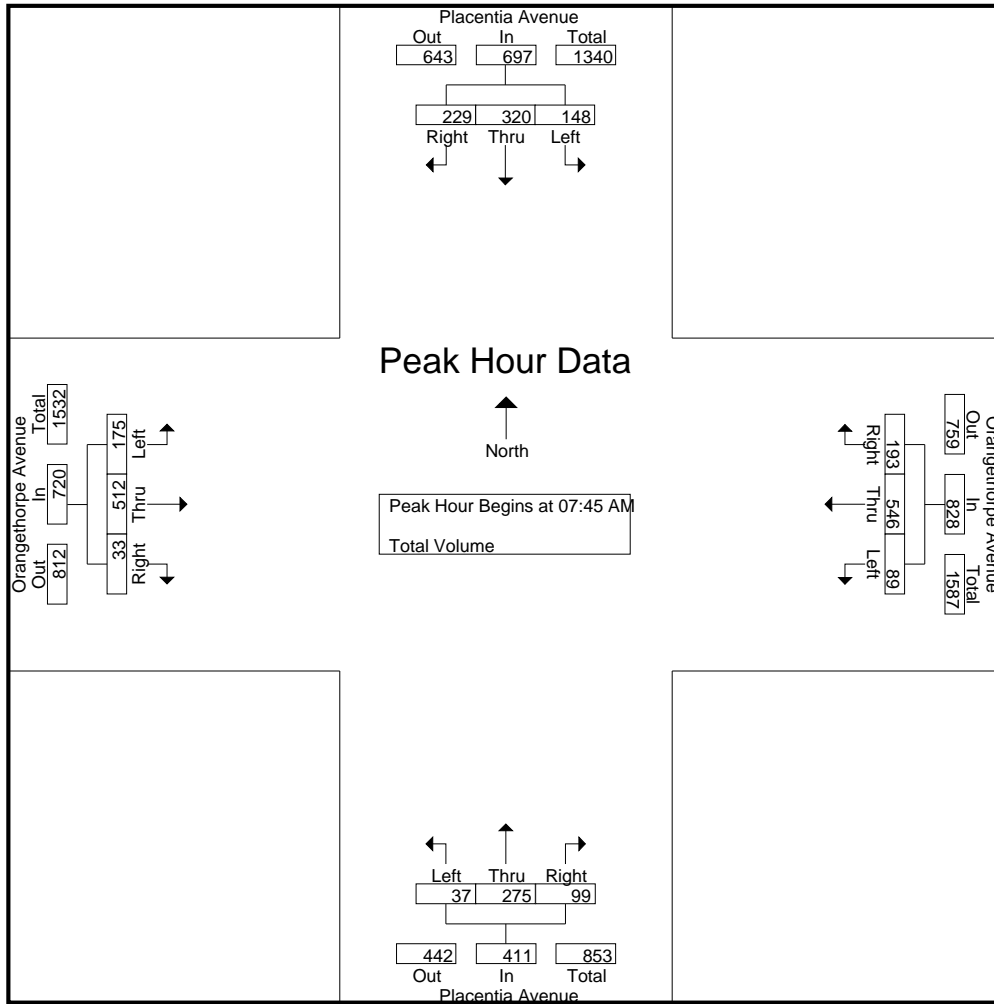 Placentia Avenue
Out In Total
643 697 1340
229 320 148
Right Thru Left
Peak Hour Data
North
Peak Hour Begins at 07:45 AM
Total Volume
Orangethorpe Avenue
Total In Out
1532 720 812
175 512 33
Left Thru Right
Orangethorpe Avenue
Out In Total
759 828 1587
193 546 89
Right Thru Left
Left Thru Right
37 275 99
442 411 853
Out In Total
Placentia Avenue